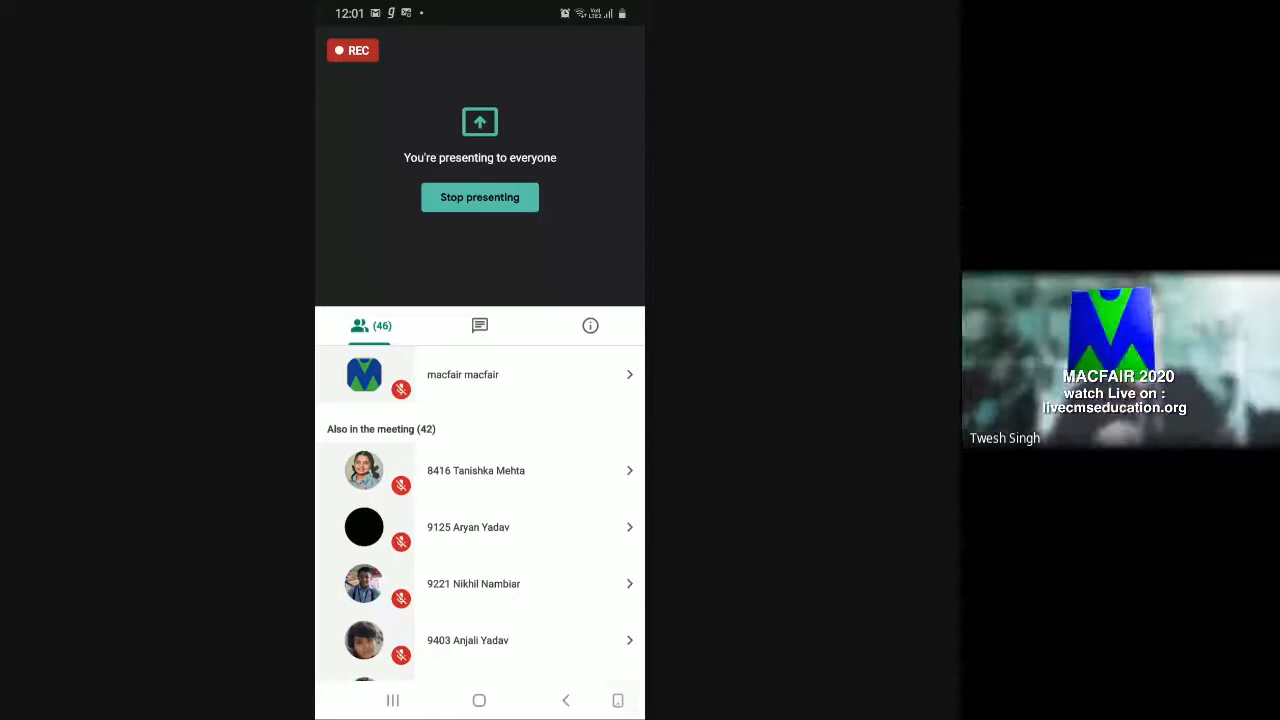 12:01
REC
You're presenting to everyone
Stop presenting
(46)
macfair macfair
Also in the meeting (42)
8416 Tanishka Mehta
9125 Aryan Yadav
9221 Nikhil Nambiar
9403 Anjali Yadav
MACFAIR 2020
watch Live on :
livecmseducation.org
Twesh Singh